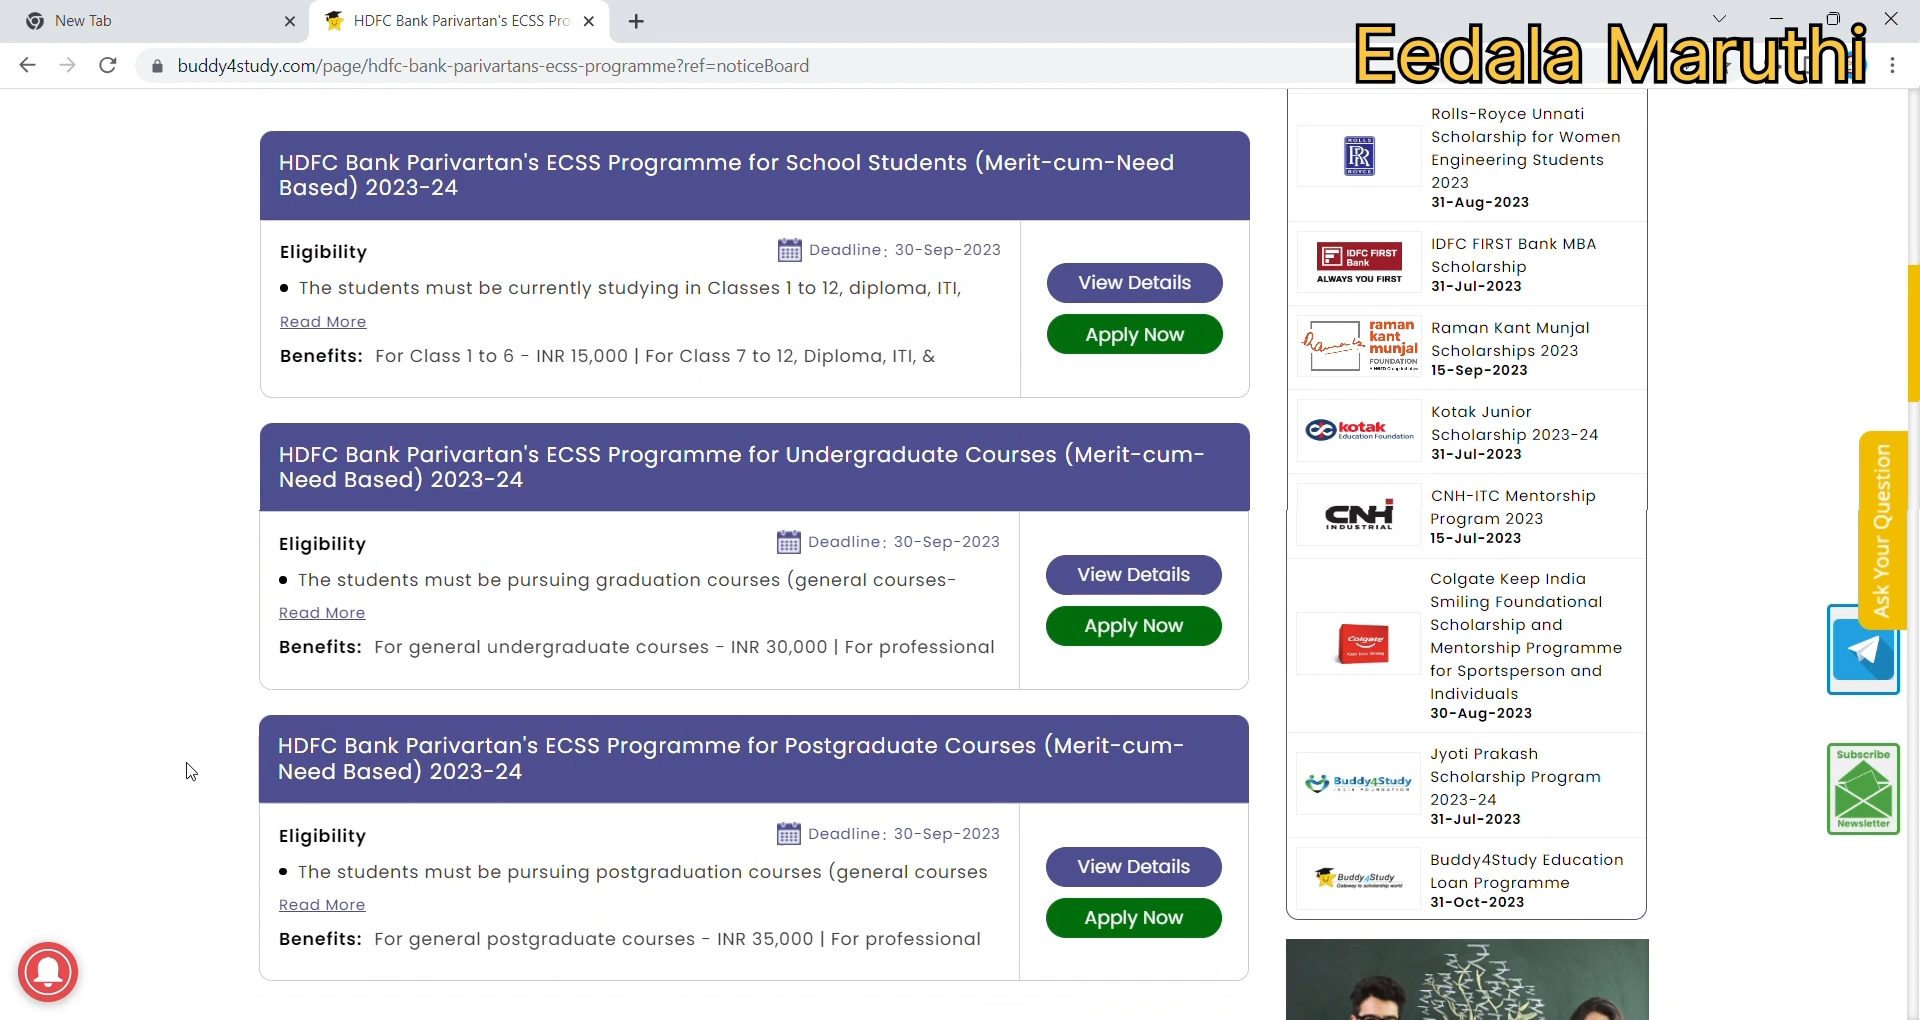 New Tab
HDFC Bank Parivartan's ECSS Pro
Eedala Maruthi
buddy4study.com/page/hdfc-bank-parivartans-ecss-programme?ref=noticeBoard
HDFC Bank Parivartan's ECSS Programme for School Students (Merit-cum-Need
Based) 2023-24
Eligibility
Deadline: 30-Sep-2023
The students must be currently studying in Classes 1 to 12, diploma, ITI,
Read More
Benefits: For Class 1 to 6 - INR 15,000 | For Class 7 to 12, Diploma, ITI, &
View Details
Apply Now
HDFC Bank Parivartan's ECSS Programme for Undergraduate Courses (Merit-cum-
Need Based) 2023-24
Eligibility
Deadline: 30-Sep-2023
The students must be pursuing graduation courses (general courses-
Read More
Benefits: For general undergraduate courses - INR 30,000 | For professional
View Details
Apply Now
HDFC Bank Parivartan's ECSS Programme for Postgraduate Courses (Merit-cum-
Need Based) 2023-24
Eligibility
Deadline: 30-Sep-2023
The students must be pursuing postgraduation courses (general courses
Read More
Benefits: For general postgraduate courses - INR 35,000 | For professional
View Details
Apply Now
ROLLS
RR
ROYCE
Rolls-Royce Unnati
Scholarship for Women
Engineering Students
2023
31-Aug-2023
IDFC FIRST
Bank
ALWAYS YOU FIRST
IDFC FIRST Bank MBA
Scholarship
31-Jul-2023
raman
kant
munjal
FOUNDATION
Raman Kant Munjal
Scholarships 2023
15-Sep-2023
kotak
Education Foundation
Kotak Junior
Scholarship 2023-24
31-Jul-2023
CNH
INDUSTRIAL
CNH-ITC Mentorship
Program 2023
15-Jul-2023
Colgate
Colgate Keep India
Smiling Foundational
Scholarship and
Mentorship Programme
for Sportsperson and
Individuals
30-Aug-2023
Buddy4Study
INDIA FOUNDATION
Jyoti Prakash
Scholarship Program
2023-24
31-Jul-2023
Buddy4Study
Gateway to scholarship world
Buddy4Study Education
Loan Programme
31-Oct-2023
Ask Your Question
Subscribe
Newsletter